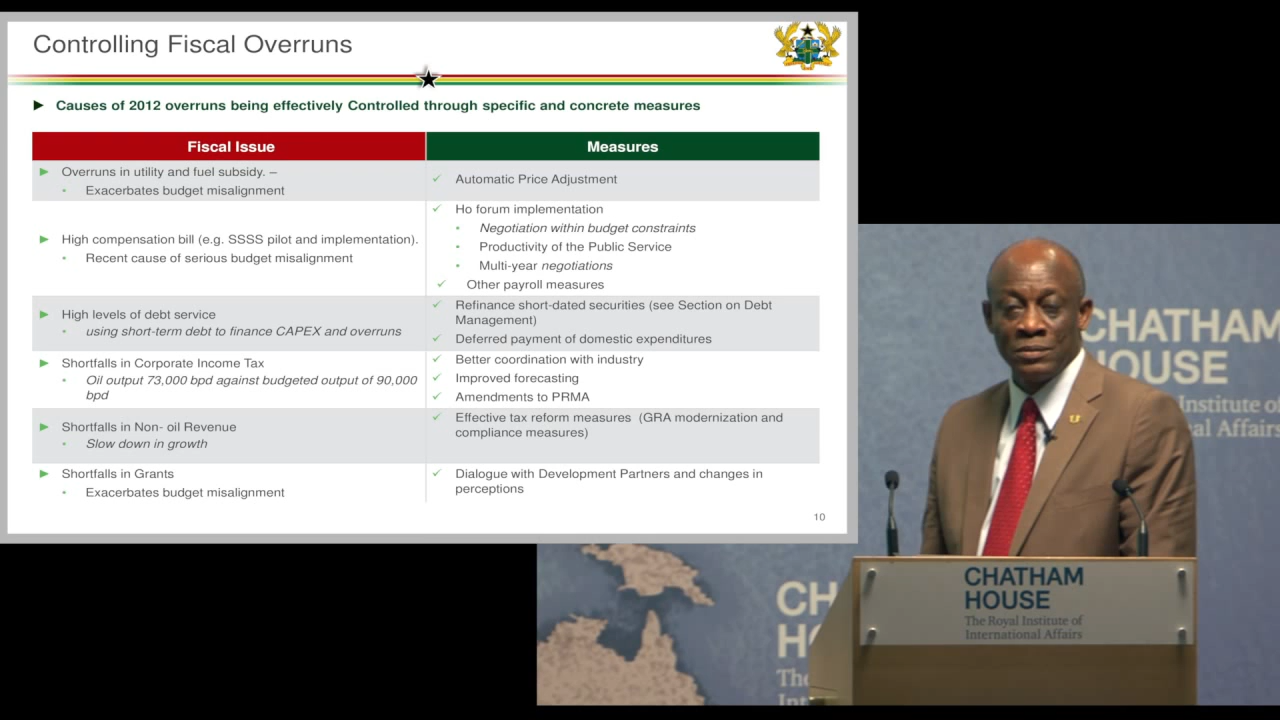 Controlling Fiscal Overruns
Causes of 2012 overruns being effectively Controlled through specific and concrete measures
Fiscal Issue
Measures
Overruns in utility and fuel subsidy. –
Exacerbates budget misalignment
Automatic Price Adjustment
High compensation bill (e.g. SSSS pilot and implementation).
Recent cause of serious budget misalignment
Ho forum implementation
Negotiation within budget constraints
Productivity of the Public Service
Multi-year negotiations
Other payroll measures
High levels of debt service
using short-term debt to finance CAPEX and overruns
Refinance short-dated securities (see Section on Debt
Management)
Deferred payment of domestic expenditures
Shortfalls in Corporate Income Tax
Oil output 73,000 bpd against budgeted output of 90,000
bpd
Better coordination with industry
Improved forecasting
Amendments to PRMA
Shortfalls in Non- oil Revenue
Slow down in growth
Effective tax reform measures (GRA modernization and
compliance measures)
Shortfalls in Grants
Exacerbates budget misalignment
Dialogue with Development Partners and changes in
perceptions
10
CHATHAM
HOUSE
Institute of
al Affairs
CHATHAM
HOUSE
The Royal Institute of
International Affairs
CH
H
The